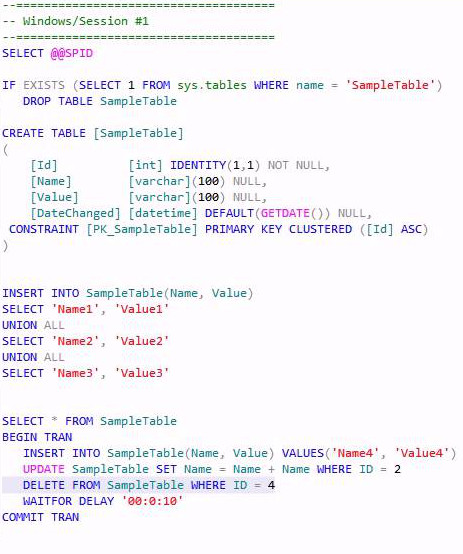 --=====================================
-- Windows/Session #1
--=====================================
SELECT @@SPID
IF EXISTS (SELECT 1 FROM sys.tables WHERE name = 'SampleTable')
DROP TABLE SampleTable
CREATE TABLE [SampleTable]
(
[Id] [int] IDENTITY(1,1) NOT NULL,
[Name] [varchar](100) NULL,
[Value] [varchar](100) NULL,
[DateChanged] [datetime] DEFAULT(GETDATE()) NULL,
CONSTRAINT [PK_SampleTable] PRIMARY KEY CLUSTERED ([Id] ASC)
)
INSERT INTO SampleTable(Name, Value)
SELECT 'Name1', 'Value1'
UNION ALL
SELECT 'Name2', 'Value2'
UNION ALL
SELECT 'Name3', 'Value3'
SELECT * FROM SampleTable
BEGIN TRAN
INSERT INTO SampleTable(Name, Value) VALUES('Name4', 'Value4')
UPDATE SampleTable SET Name = Name + Name WHERE ID = 2
DELETE FROM SampleTable WHERE ID = 4
WAITFOR DELAY '00:0:10'
COMMIT TRAN